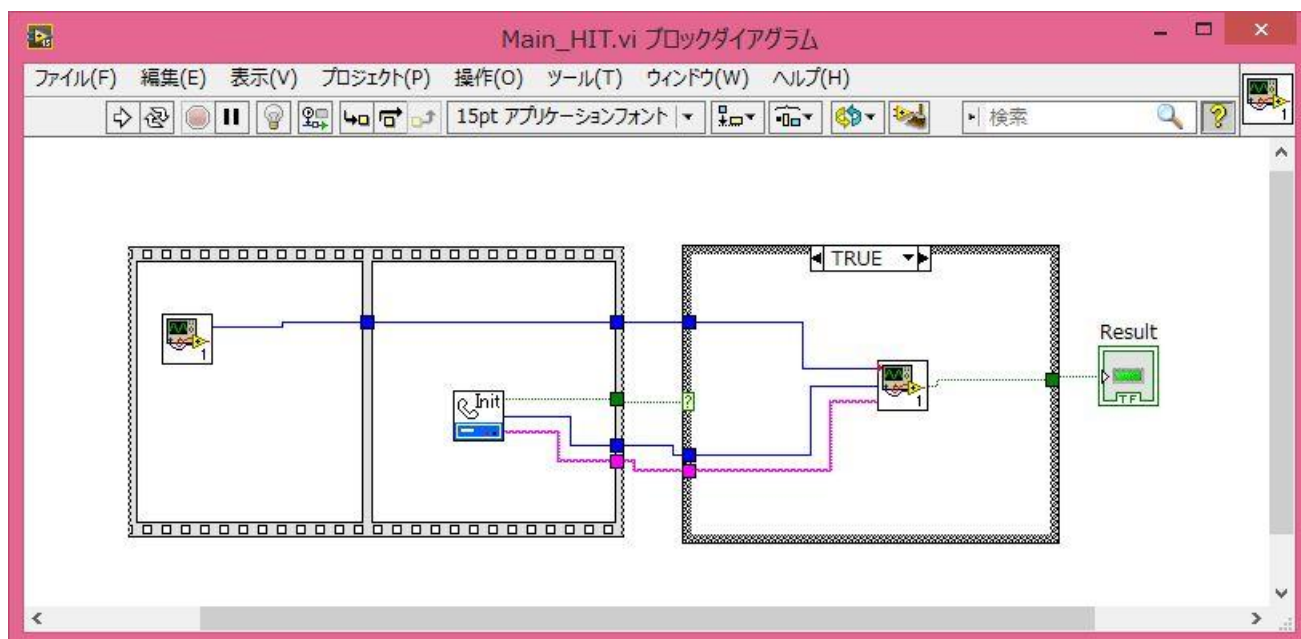 Main_HIT.vi ブロックダイアグラム
ファイル(F) 編集(E) 表示(V) プロジェクト(P) 操作(O) ツール(T) ウィンドウ(W) ヘルプ(H)
15pt アプリケーションフォント 検索 ?
1
TRUE
Result
1
Init
?
1
TF